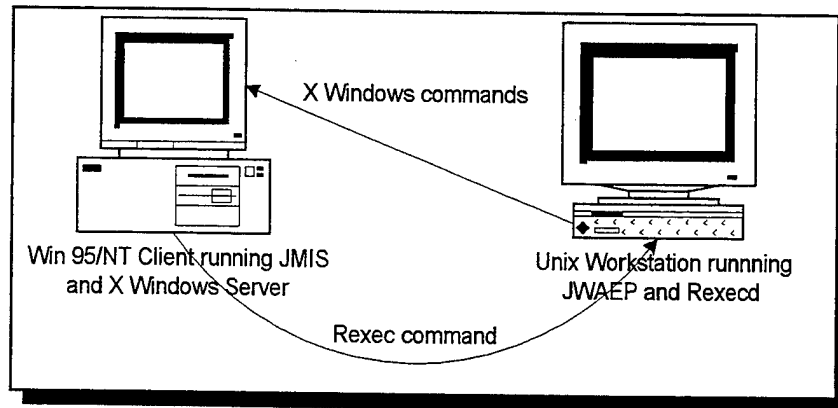 X Windows commands
Win 95/NT Client running JMIS
and X Windows Server
Unix Workstation runnning
JWAEP and Rexecd
Rexec command